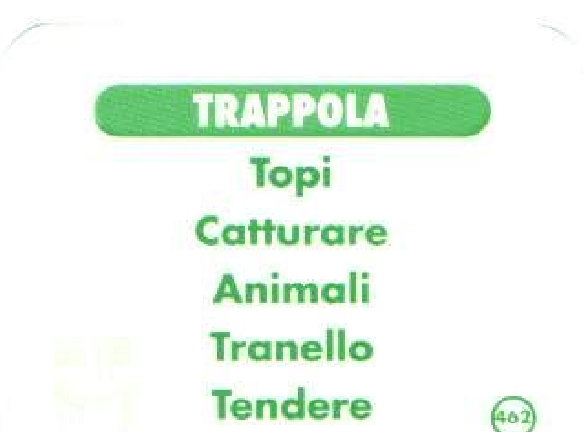 TRAPPOLA
Topi
Catturare
Animali
Tranello
Tendere
462